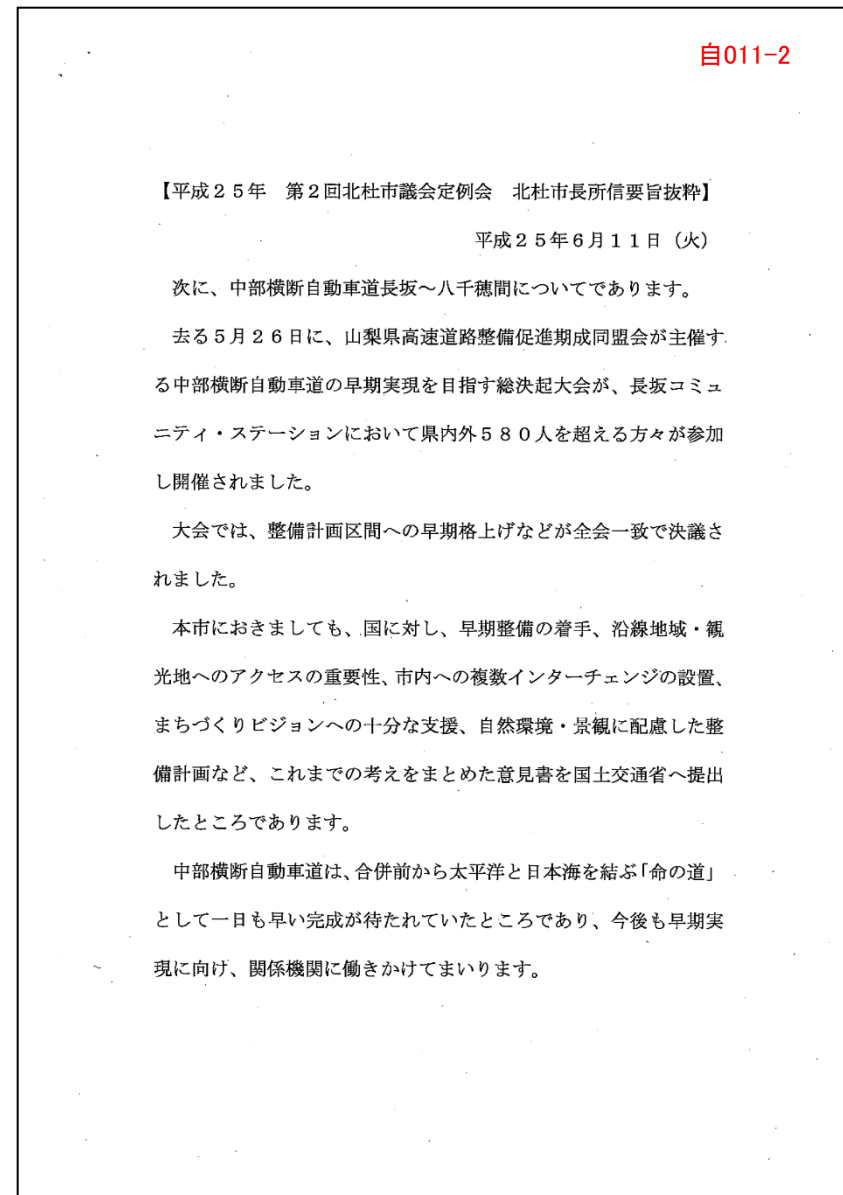 自011-2
【平成２５年　第２回北杜市議会定例会　北杜市長所信要旨抜粋】
平成２５年６月１１日（火）
次に、中部横断自動車道長坂～八千穂間についてであります。
去る５月２６日に、山梨県高速道路整備促進期成同盟会が主催す
る中部横断自動車道の早期実現を目指す総決起大会が、長坂コミュ
ニティ・ステーションにおいて県内外５８０人を超える方々が参加
し開催されました。
大会では、整備計画区間への早期格上げなどが全会一致で決議さ
れました。
本市におきましても、国に対し、早期整備の着手、沿線地域・観
光地へのアクセスの重要性、市内への複数インターチェンジの設置、
まちづくりビジョンへの十分な支援、自然環境・景観に配慮した整
備計画など、これまでの考えをまとめた意見書を国土交通省へ提出
したところであります。
中部横断自動車道は、合併前から太平洋と日本海を結ぶ「命の道」
として一日も早い完成が待たれていたところであり、今後も早期実
現に向け、関係機関に働きかけてまいります。